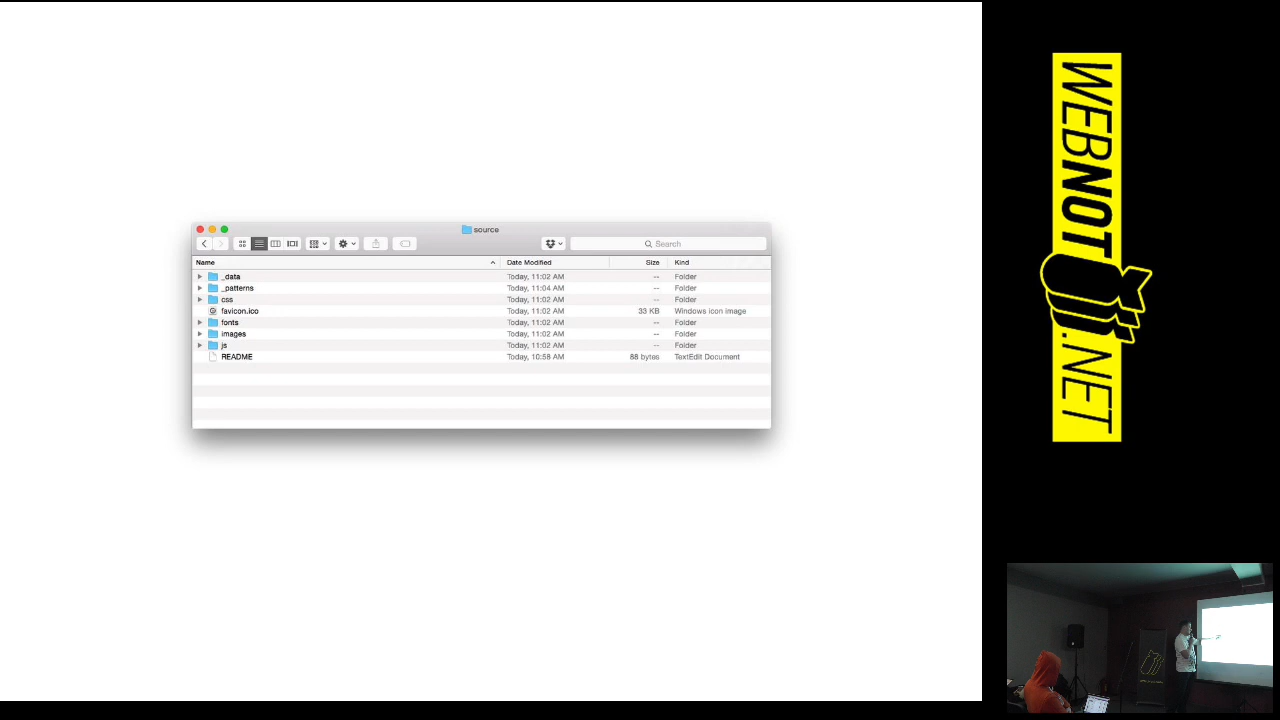 source
Search
Name Date Modified Size Kind
_data Today, 11:02 AM -- Folder
_patterns Today, 11:04 AM -- Folder
css Today, 11:02 AM -- Folder
favicon.ico Today, 11:02 AM 33 KB Windows icon image
fonts Today, 11:02 AM -- Folder
images Today, 11:02 AM -- Folder
js Today, 11:02 AM -- Folder
README Today, 10:58 AM 88 bytes TextEdit Document
WEBNOT
.NET